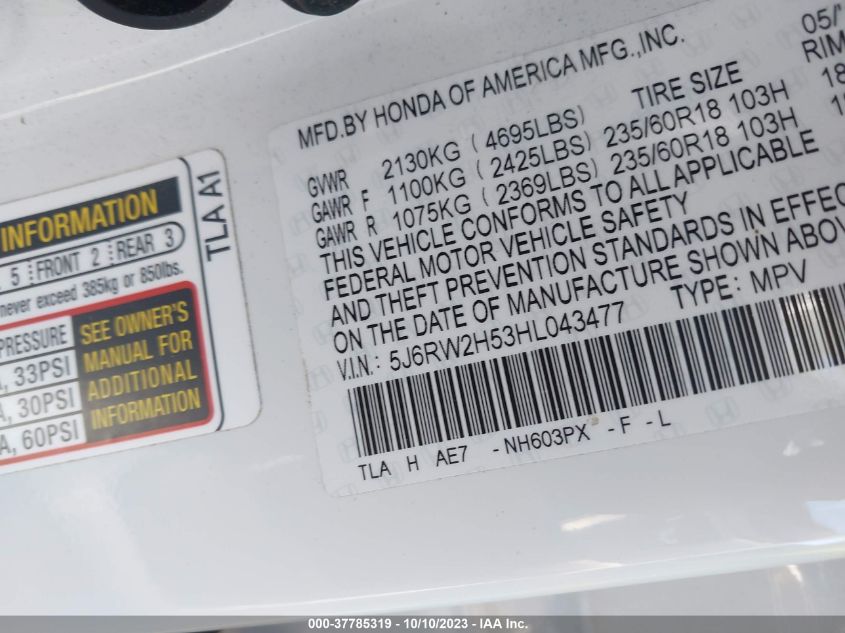 MFD.BY HONDA OF AMERICA MFG.,INC. 05/
GVWR 2130KG ( 4695LBS) TIRE SIZE RIM
GAWR F 1100KG ( 2425LBS) 235/60R18 103H 18
GAWR R 1075KG ( 2369LBS) 235/60R18 103H
THIS VEHICLE CONFORMS TO ALL APPLICABLE
FEDERAL MOTOR VEHICLE SAFETY
AND THEFT PREVENTION STANDARDS IN EFFEC
ON THE DATE OF MANUFACTURE SHOWN ABOV
V.I.N.: 5J6RW2H53HL043477 TYPE: MPV
TLA H AE7 - NH603PX - F - L
INFORMATION
5 FRONT 2 REAR 3
never exceed 385kg or 850lbs.
PRESSURE
A, 33PSI
A, 30PSI
A, 60PSI
SEE OWNER'S
MANUAL FOR
ADDITIONAL
INFORMATION
TLA A1
000-37785319 - 10/10/2023 - IAA Inc.